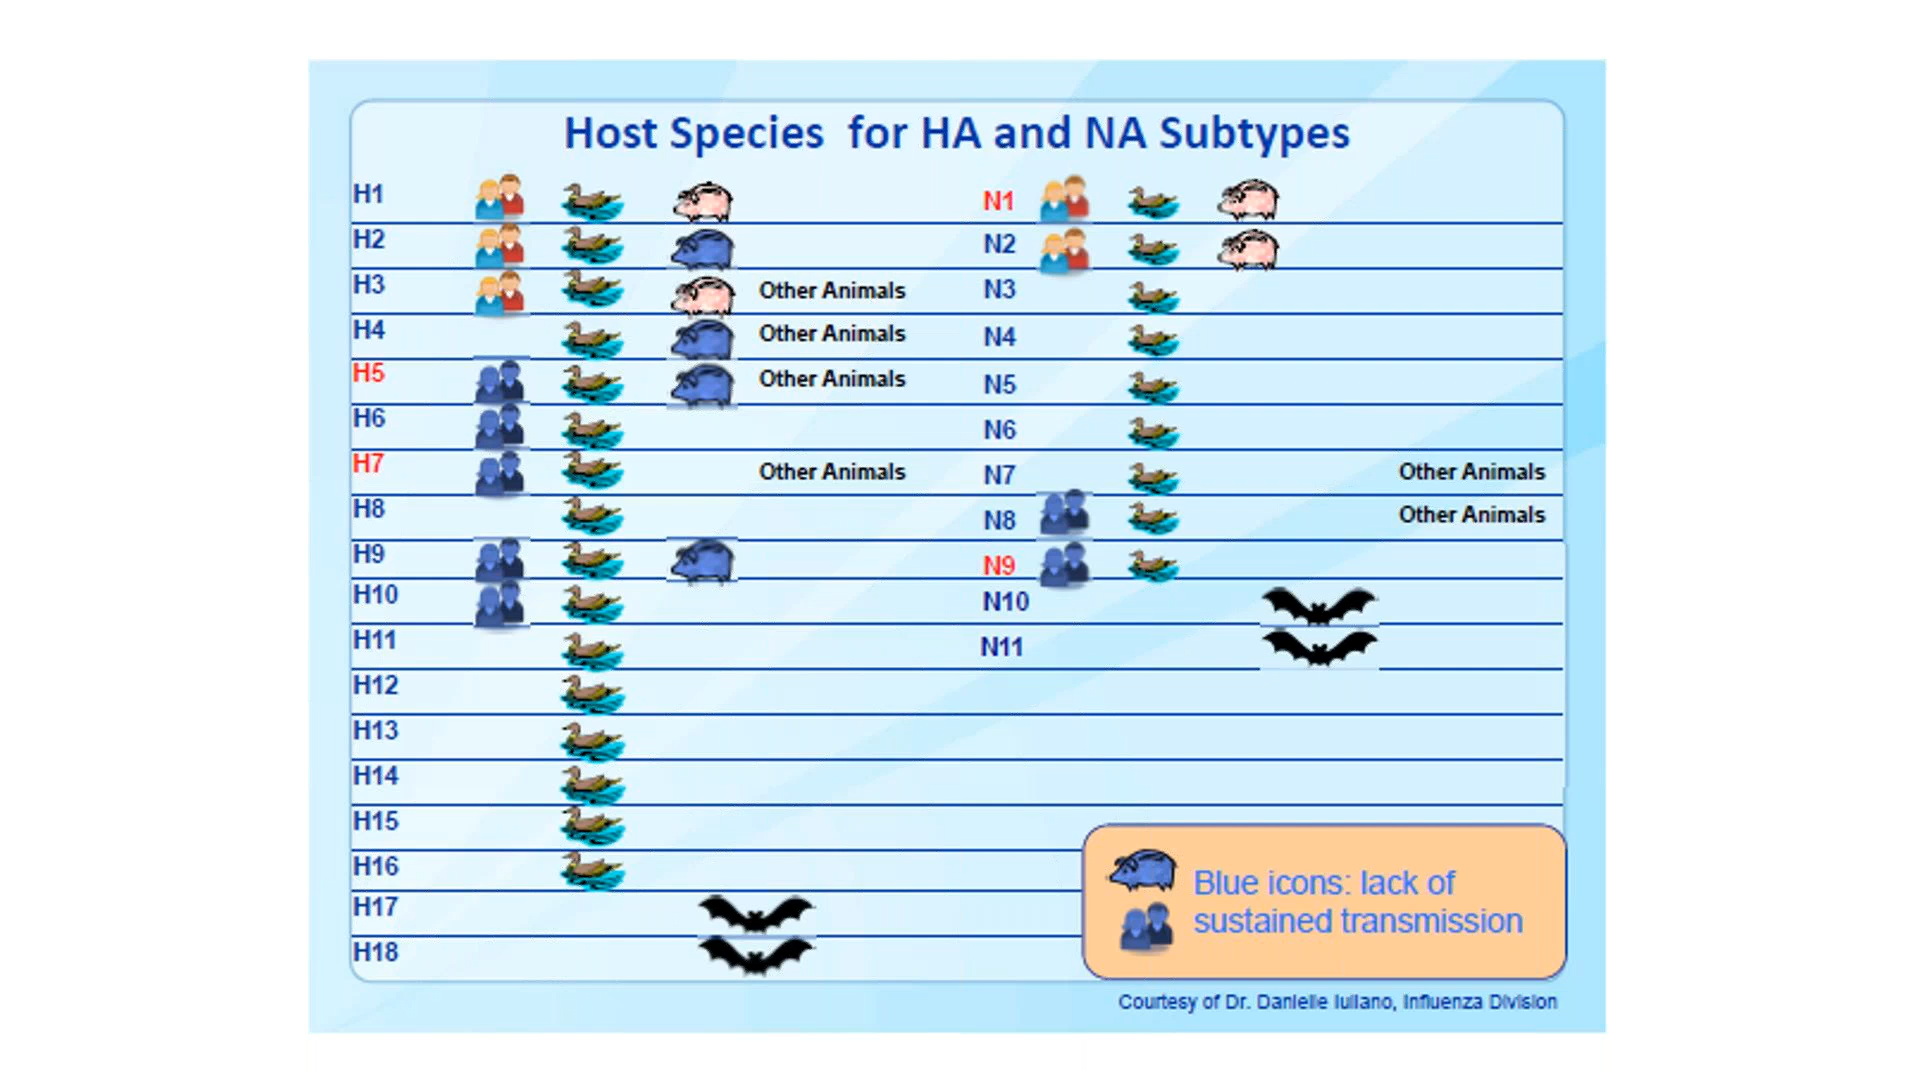 Host Species for HA and NA Subtypes
H1
H2
H3 Other Animals
H4 Other Animals
H5 Other Animals
H6
H7 Other Animals
H8
H9
H10
H11
H12
H13
H14
H15
H16
H17
H18
N1
N2
N3
N4
N5
N6
N7 Other Animals
N8 Other Animals
N9
N10
N11
Blue icons: lack of
sustained transmission
Courtesy of Dr. Danielle Iuliano, Influenza Division